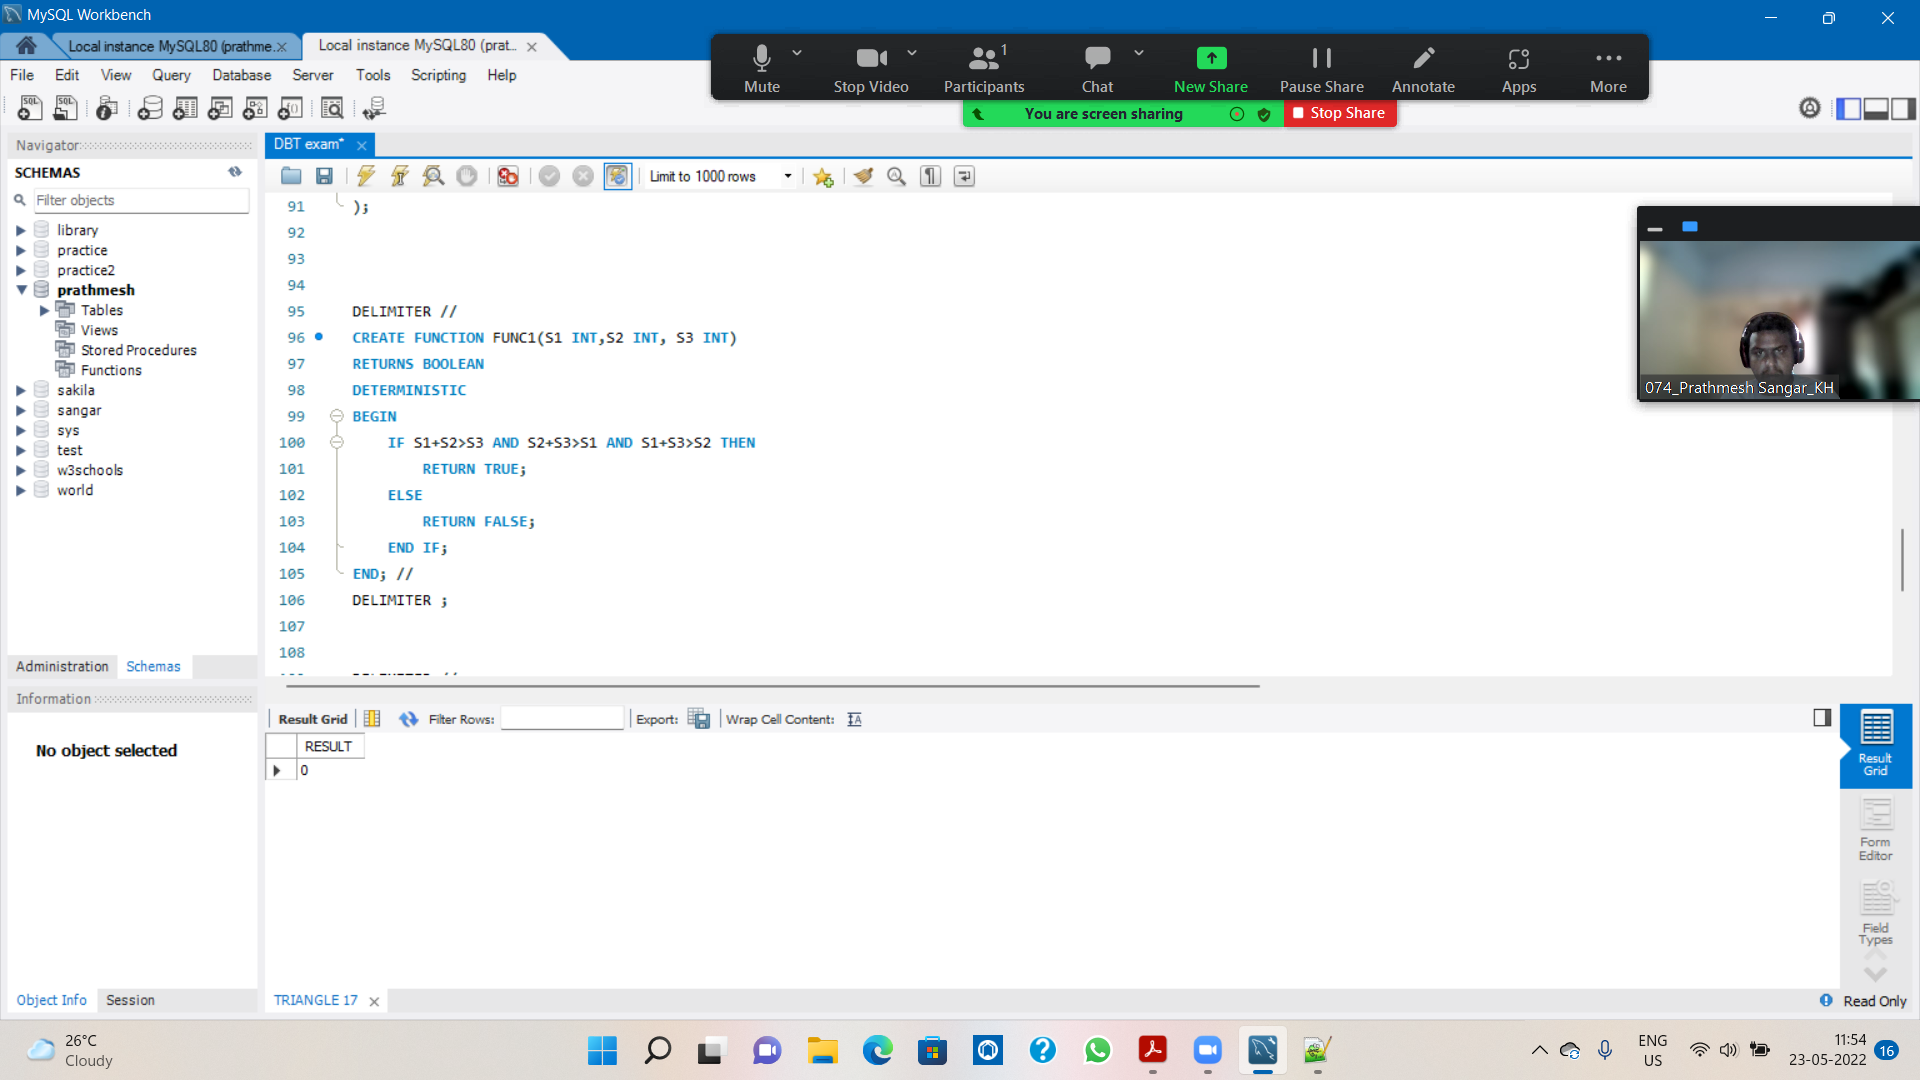 MySQL Workbench
Local instance MySQL80 (prathme...
Local instance MySQL80 (prat...
File Edit View Query Database Server Tools Scripting Help
Mute Stop Video Participants 1 Chat New Share Pause Share Annotate Apps More
You are screen sharing Stop Share
Navigator
SCHEMAS
Filter objects
library
practice
practice2
prathmesh
Tables
Views
Stored Procedures
Functions
sakila
sangar
sys
test
w3schools
world
Administration Schemas
Information
No object selected
Object Info Session
DBT exam*
Limit to 1000 rows
91 );
92
93
94
95 DELIMITER //
96 CREATE FUNCTION FUNC1(S1 INT,S2 INT, S3 INT)
97 RETURNS BOOLEAN
98 DETERMINISTIC
99 BEGIN
100 IF S1+S2>S3 AND S2+S3>S1 AND S1+S3>S2 THEN
101 RETURN TRUE;
102 ELSE
103 RETURN FALSE;
104 END IF;
105 END; //
106 DELIMITER ;
107
108
074_Prathmesh Sangar_KH
Result Grid Filter Rows: Export: Wrap Cell Content:
RESULT
0
Result
Grid
Form
Editor
Field
Types
TRIANGLE 17
Read Only
26°C
Cloudy
ENG
US
11:54
23-05-2022
16